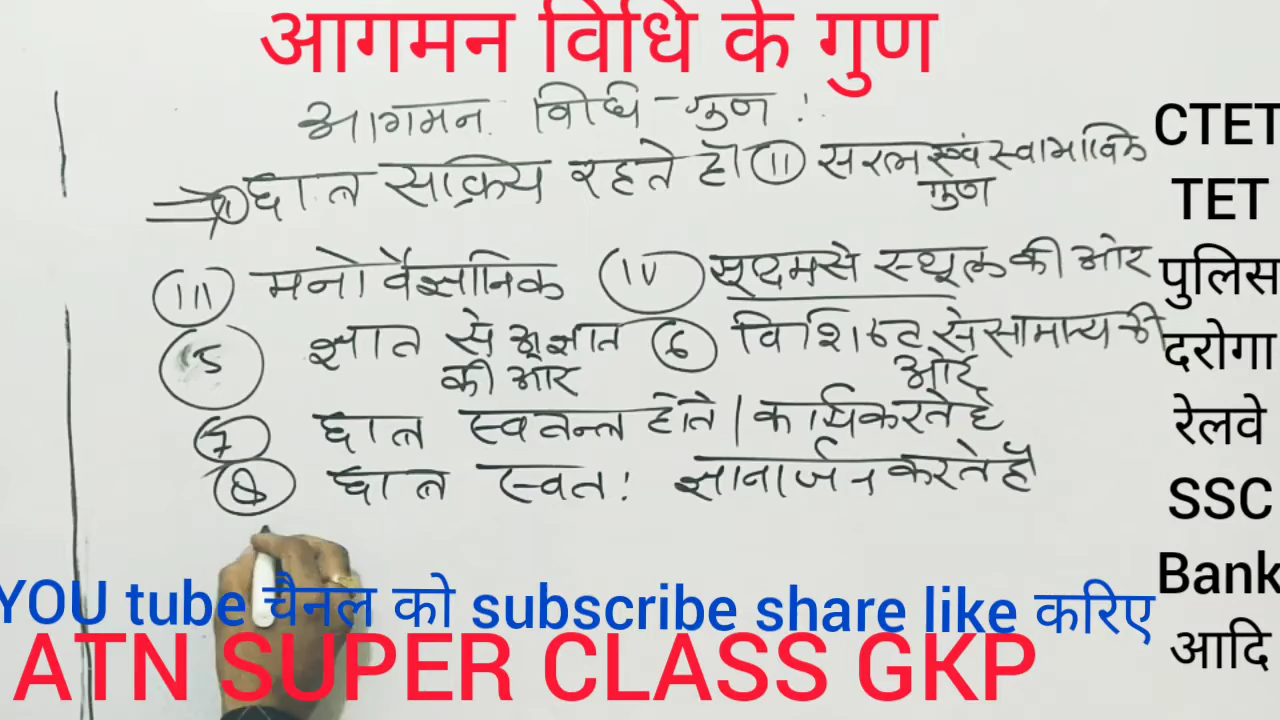 आगमन विधि के गुण
आगमन विधि - गुण :
(i) छात्र सक्रिय रहते हो (II) सरल एवं स्वाभाविक
गुण
(III) मनोवैज्ञानिक (IV) सूक्ष्म से स्थूल की ओर
(5) ज्ञात से अज्ञात (6) विशिष्ट से सामान्य की
की ओर ओर
(7) छात्र स्वतन्त्र होते | कार्य करते है
(8) छात्र स्वत: ज्ञानार्जन करते हैं
CTET
TET
पुलिस
दरोगा
रेलवे
SSC
Bank
आदि
YOU tube चैनल को subscribe share like करिए
ATN SUPER CLASS GKP